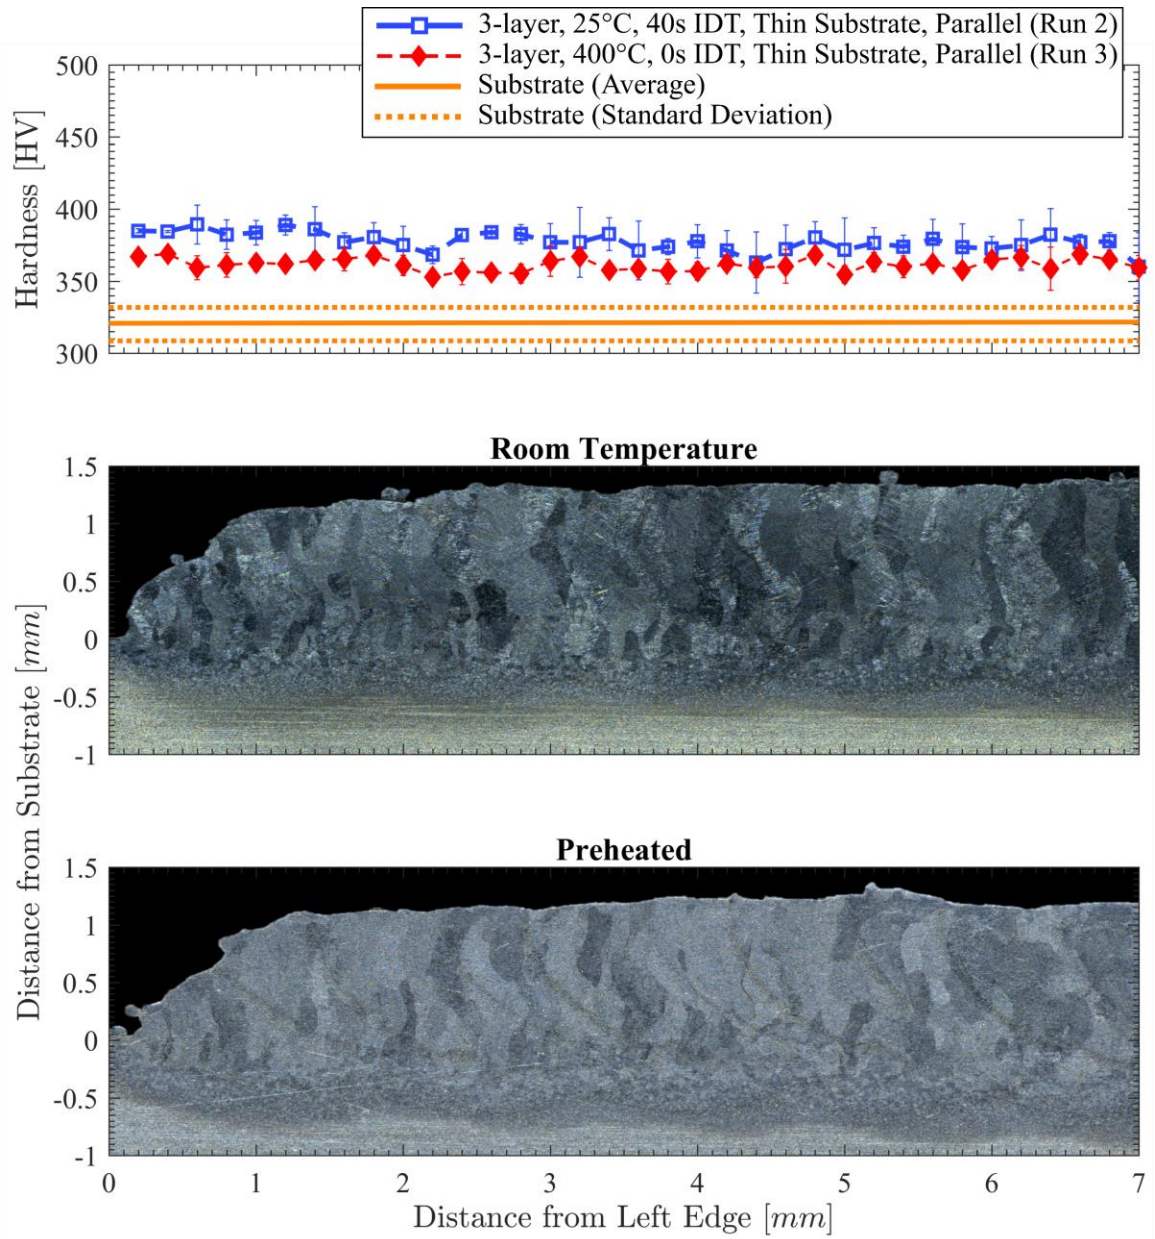 3-layer, 25°C, 40s IDT, Thin Substrate, Parallel (Run 2)
3-layer, 400°C, 0s IDT, Thin Substrate, Parallel (Run 3)
Substrate (Average)
Substrate (Standard Deviation)
Hardness [HV]
500
450
400
350
300
Room Temperature
1.5
1
0.5
0
-0.5
-1
Distance from Substrate [mm]
Preheated
1.5
1
0.5
0
-0.5
-1
0 1 2 3 4 5 6 7
Distance from Left Edge [mm]